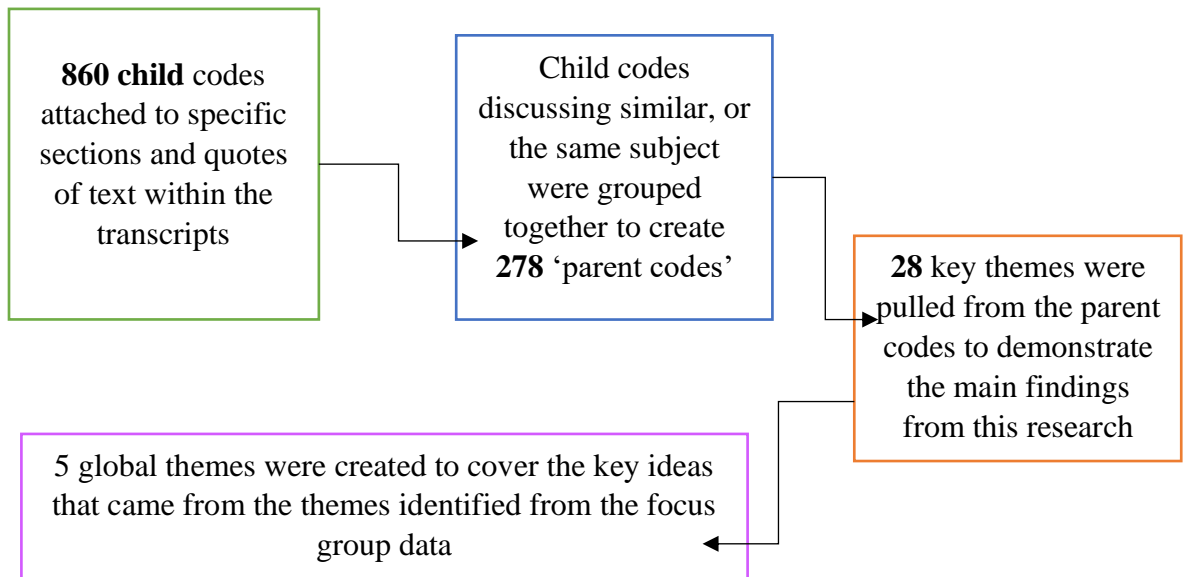 860 child codes
attached to specific
sections and quotes
of text within the
transcripts
Child codes
discussing similar, or
the same subject
were grouped
together to create
278 ‘parent codes’
28 key themes were
pulled from the parent
codes to demonstrate
the main findings
from this research
5 global themes were created to cover the key ideas
that came from the themes identified from the focus
group data